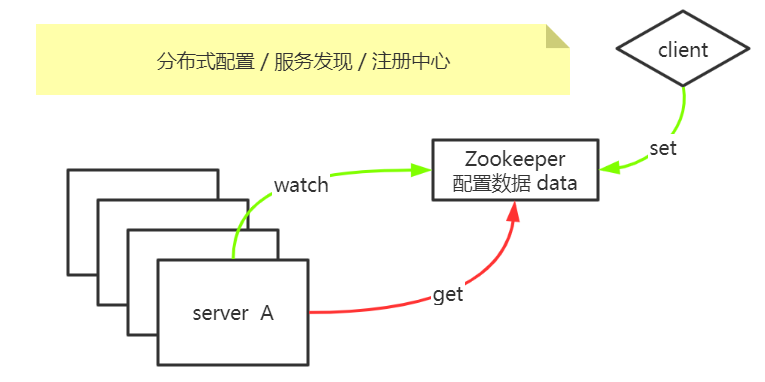 分布式配置 / 服务发现 / 注册中心
client
set
Zookeeper
配置数据 data
watch
get
server A